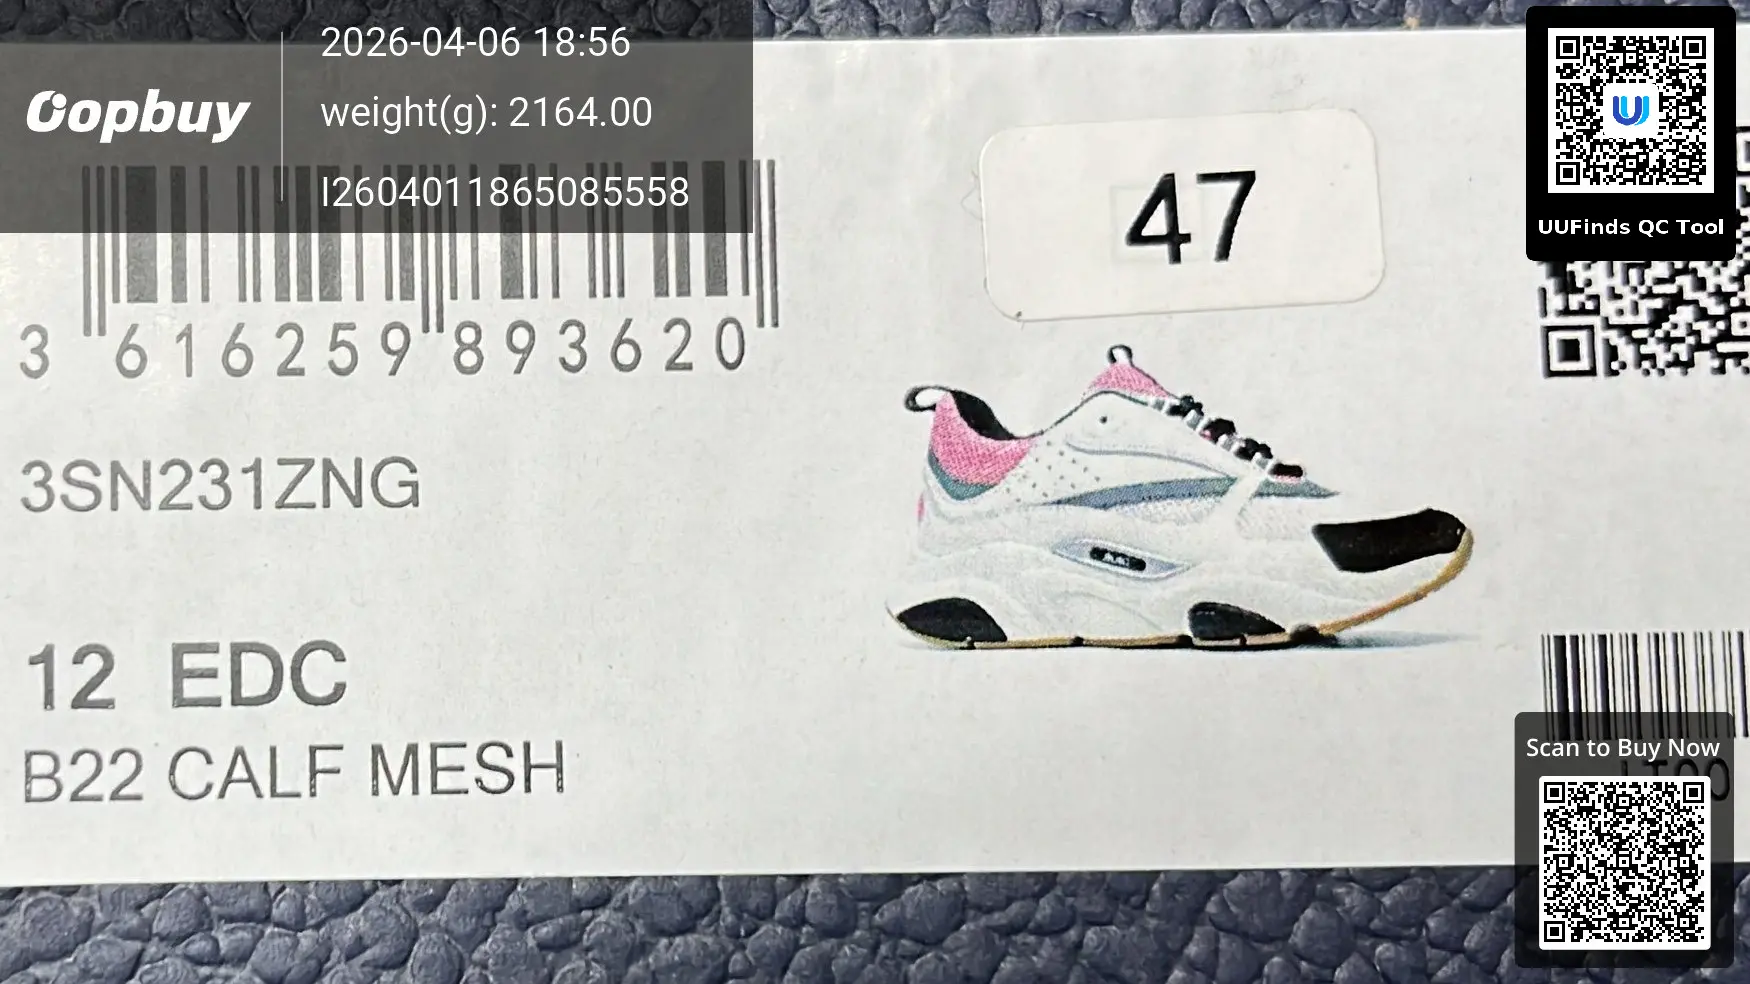 Oopbuy
2026-04-06 18:56
weight(g): 2164.00
I2604011865085558
UUFinds QC Tool
47
3 616259 893620
3SN231ZNG
12 EDC
B22 CALF MESH
Scan to Buy Now